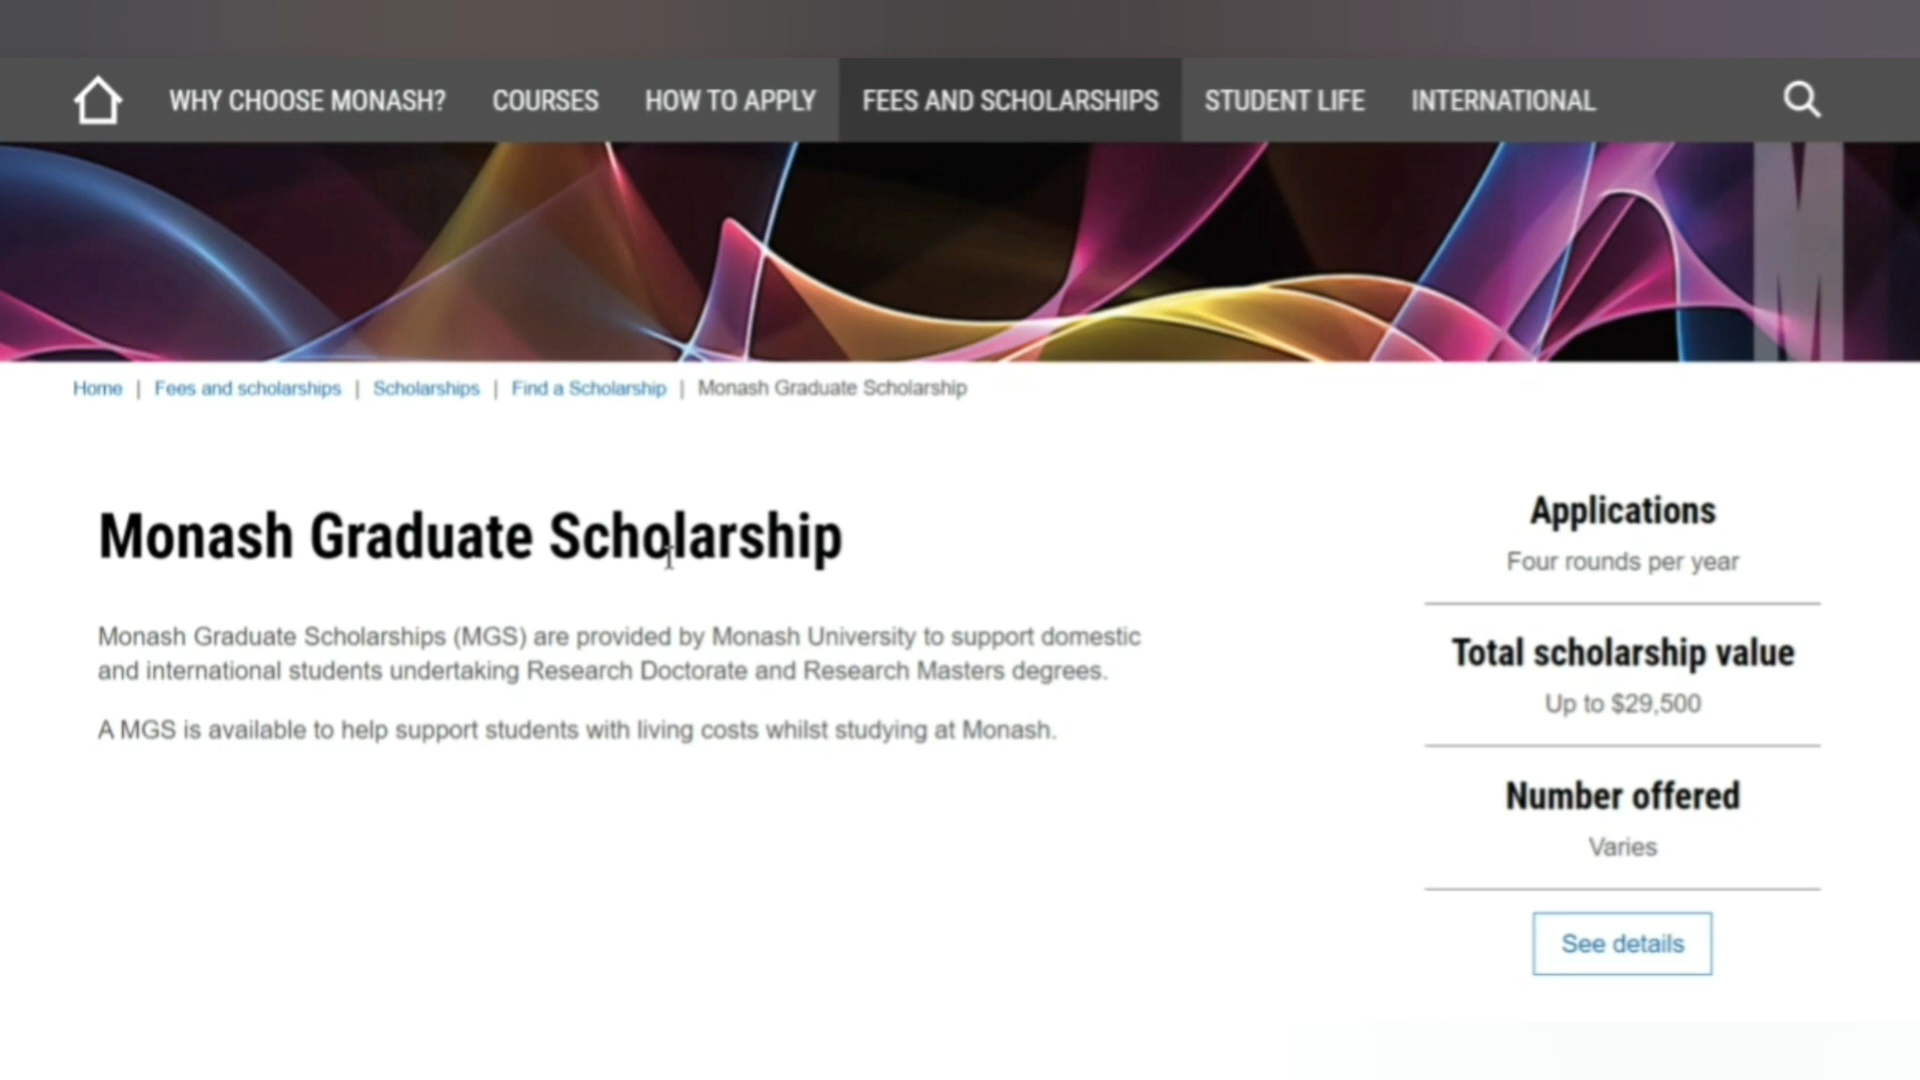 WHY CHOOSE MONASH? COURSES HOW TO APPLY FEES AND SCHOLARSHIPS STUDENT LIFE INTERNATIONAL
M
Home | Fees and scholarships | Scholarships | Find a Scholarship | Monash Graduate Scholarship
Monash Graduate Scholarship
Monash Graduate Scholarships (MGS) are provided by Monash University to support domestic
and international students undertaking Research Doctorate and Research Masters degrees.
A MGS is available to help support students with living costs whilst studying at Monash.
Applications
Four rounds per year
Total scholarship value
Up to $29,500
Number offered
Varies
See details